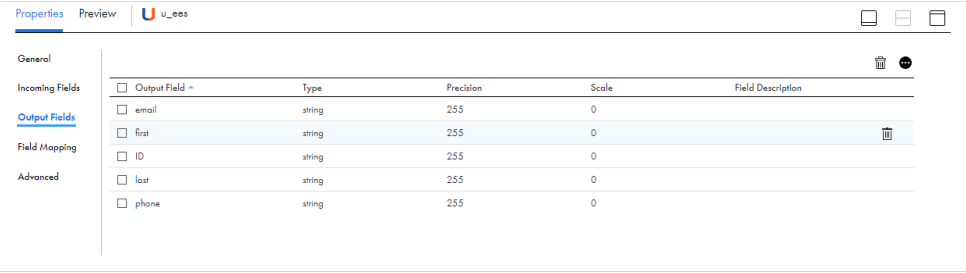 Properties Preview u_ees
General
Incoming Fields
Output Fields
Field Mapping
Advanced
Output Field Type Precision Scale Field Description
email string 255 0
first string 255 0
ID string 255 0
last string 255 0
phone string 255 0